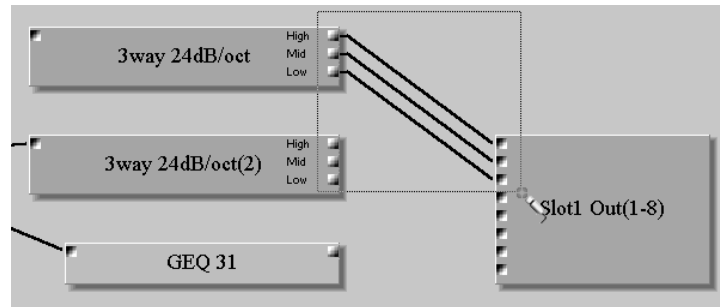 3way 24dB/oct
High
Mid
Low
3way 24dB/oct(2)
High
Mid
Low
Slot1 Out(1-8)
GEQ 31